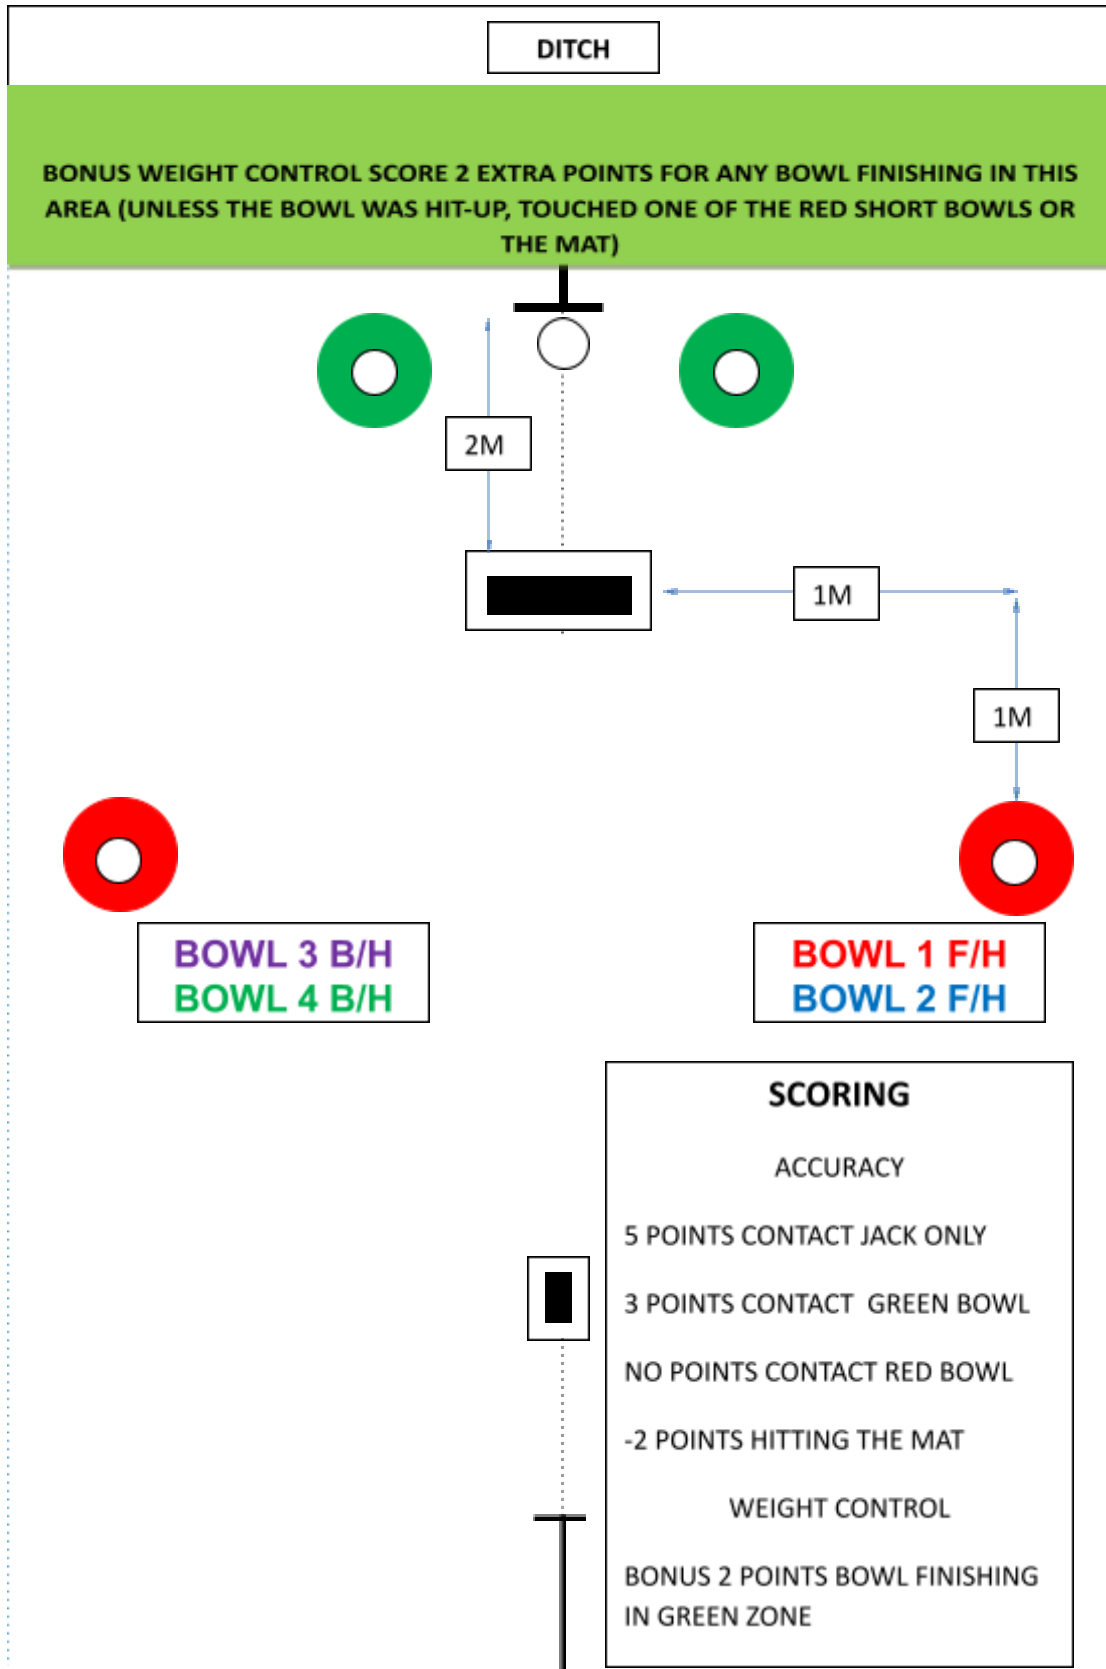 DITCH
BONUS WEIGHT CONTROL SCORE 2 EXTRA POINTS FOR ANY BOWL FINISHING IN THIS
AREA (UNLESS THE BOWL WAS HIT-UP, TOUCHED ONE OF THE RED SHORT BOWLS OR
THE MAT)
2M
1M
1M
BOWL 3 B/H
BOWL 4 B/H
BOWL 1 F/H
BOWL 2 F/H
SCORING
ACCURACY
5 POINTS CONTACT JACK ONLY
3 POINTS CONTACT GREEN BOWL
NO POINTS CONTACT RED BOWL
-2 POINTS HITTING THE MAT
WEIGHT CONTROL
BONUS 2 POINTS BOWL FINISHING
IN GREEN ZONE